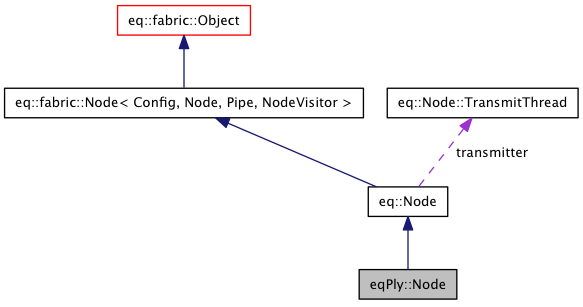 eq::fabric::Object
eq::fabric::Node< Config, Node, Pipe, NodeVisitor >
eq::Node::TransmitThread
transmitter
eq::Node
eqPly::Node